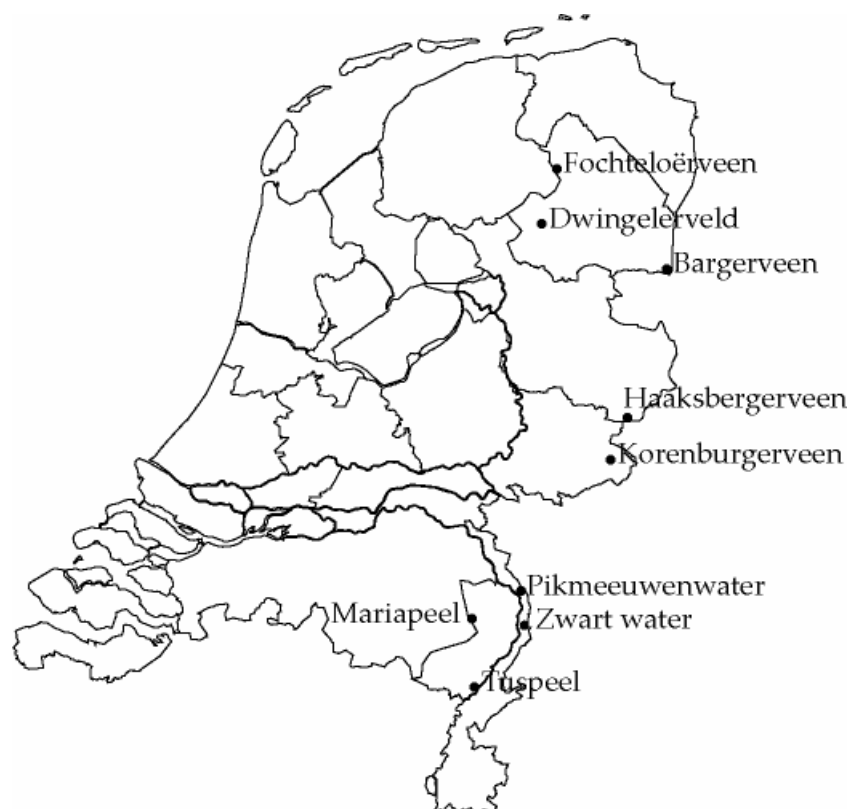 Fochteloërveen
Dwingelerveld
Bargerveen
Haaksbergerveen
Korenburgerveen
Pikmeeuwenwater
Mariapeel
Zwart water
Tuspeel